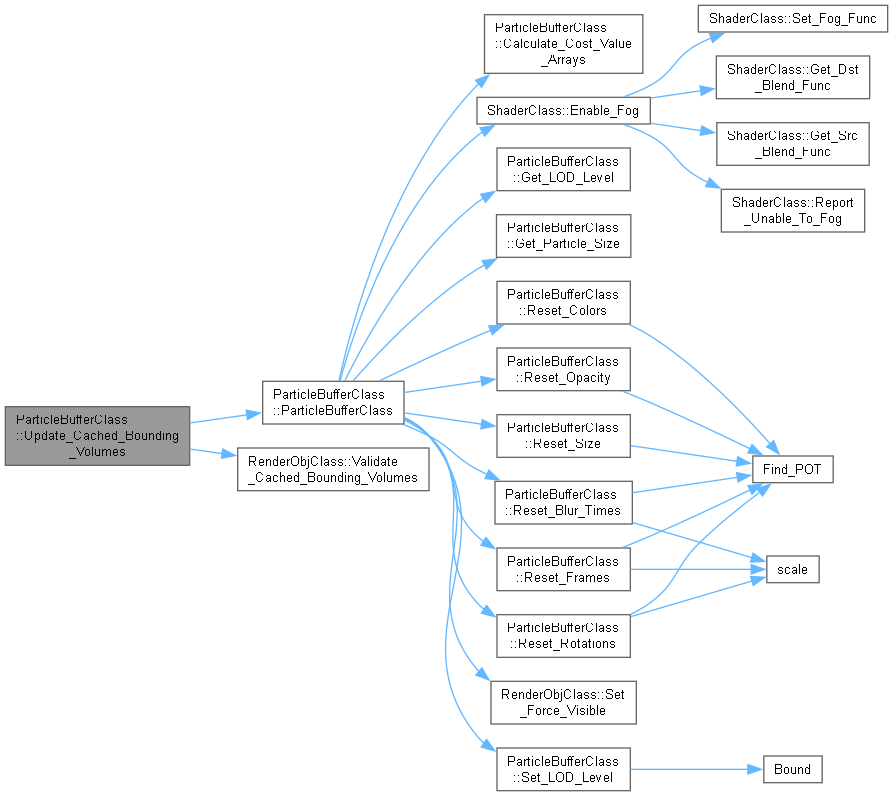 ParticleBufferClass
::Update_Cached_Bounding
_Volumes
ParticleBufferClass
::ParticleBufferClass
RenderObjClass::Validate
_Cached_Bounding_Volumes
ParticleBufferClass
::Calculate_Cost_Value
_Arrays
ShaderClass::Enable_Fog
ParticleBufferClass
::Get_LOD_Level
ParticleBufferClass
::Get_Particle_Size
ParticleBufferClass
::Reset_Colors
ParticleBufferClass
::Reset_Opacity
ParticleBufferClass
::Reset_Size
ParticleBufferClass
::Reset_Blur_Times
ParticleBufferClass
::Reset_Frames
ParticleBufferClass
::Reset_Rotations
RenderObjClass::Set
_Force_Visible
ParticleBufferClass
::Set_LOD_Level
ShaderClass::Set_Fog_Func
ShaderClass::Get_Dst
_Blend_Func
ShaderClass::Get_Src
_Blend_Func
ShaderClass::Report
_Unable_To_Fog
Find_POT
scale
Bound